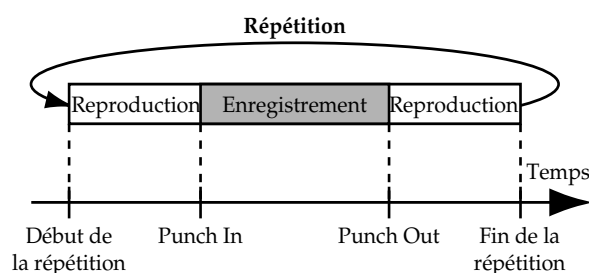 Répétition
Reproduction Enregistrement Reproduction
Temps
Début de la répétition
Punch In
Punch Out
Fin de la répétition